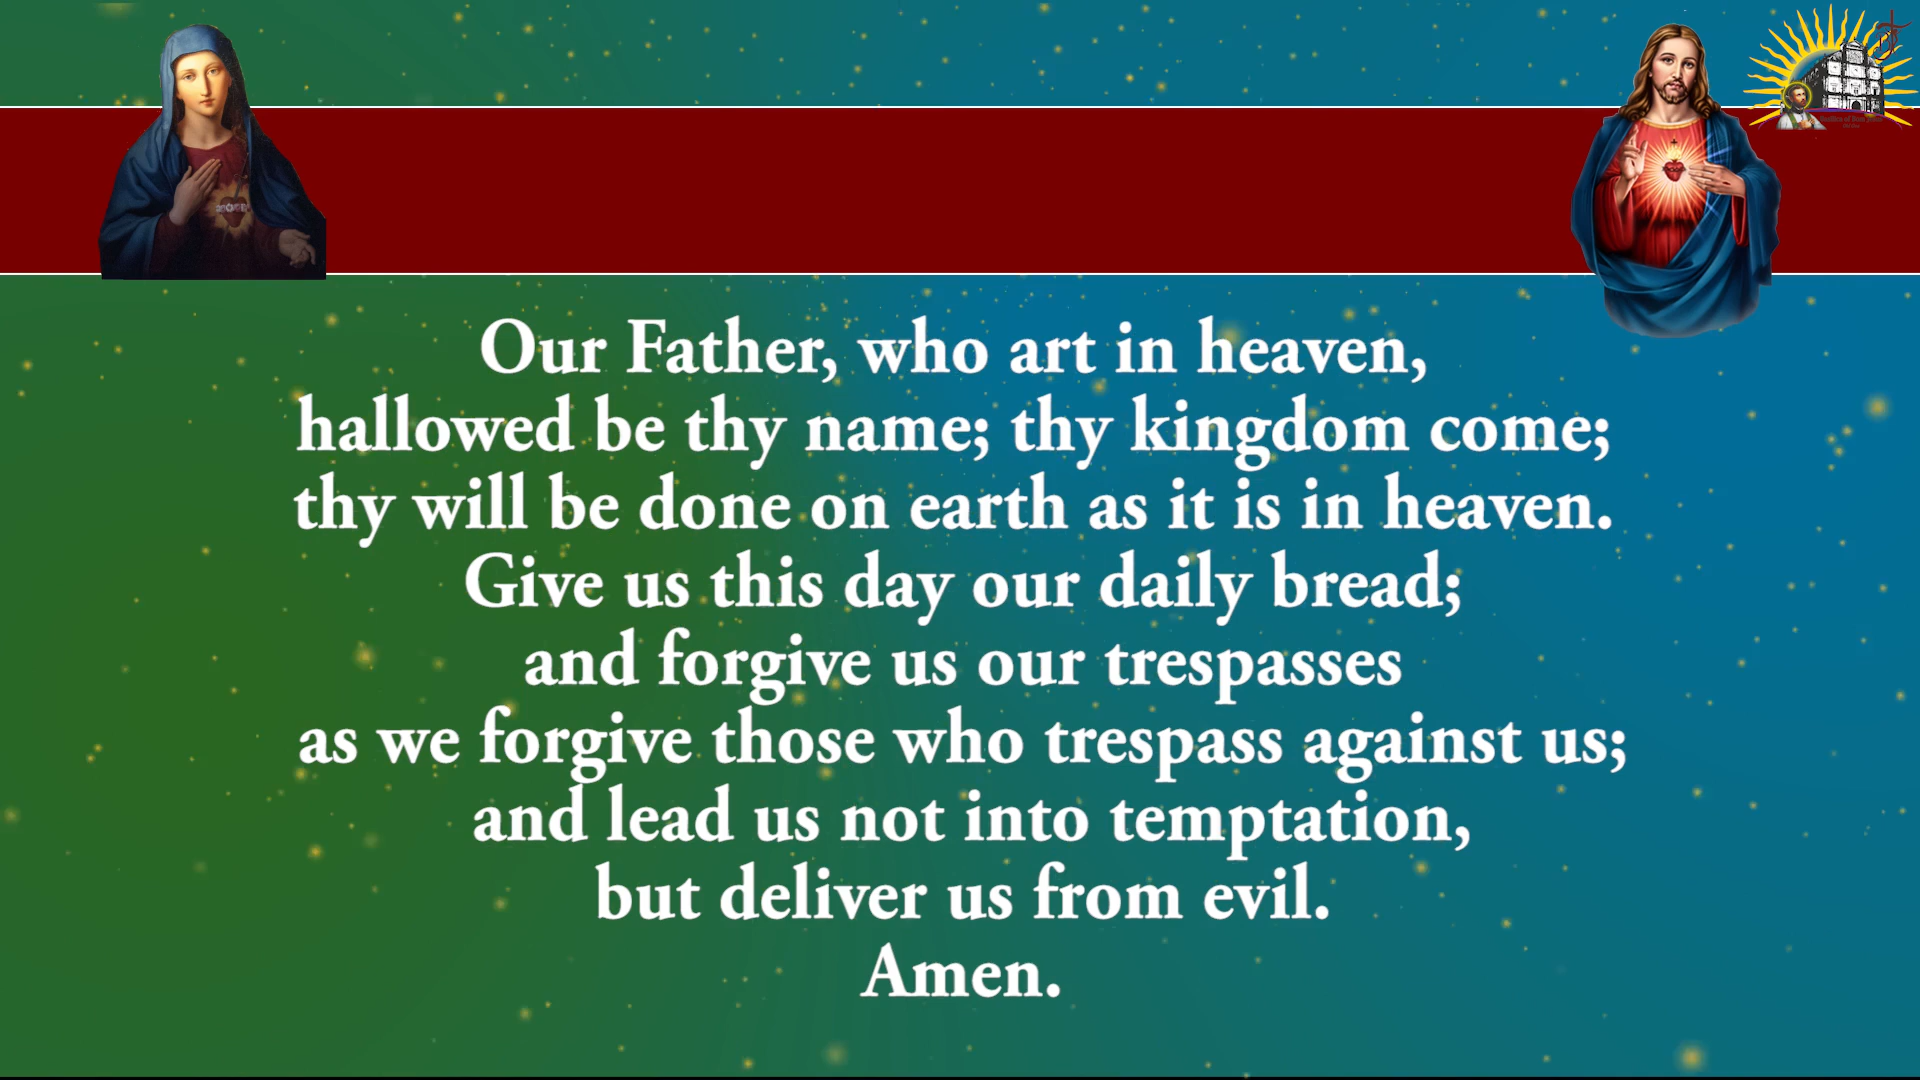 Our Father, who art in heaven,
hallowed be thy name; thy kingdom come;
thy will be done on earth as it is in heaven.
Give us this day our daily bread;
and forgive us our trespasses
as we forgive those who trespass against us;
and lead us not into temptation,
but deliver us from evil.
Amen.